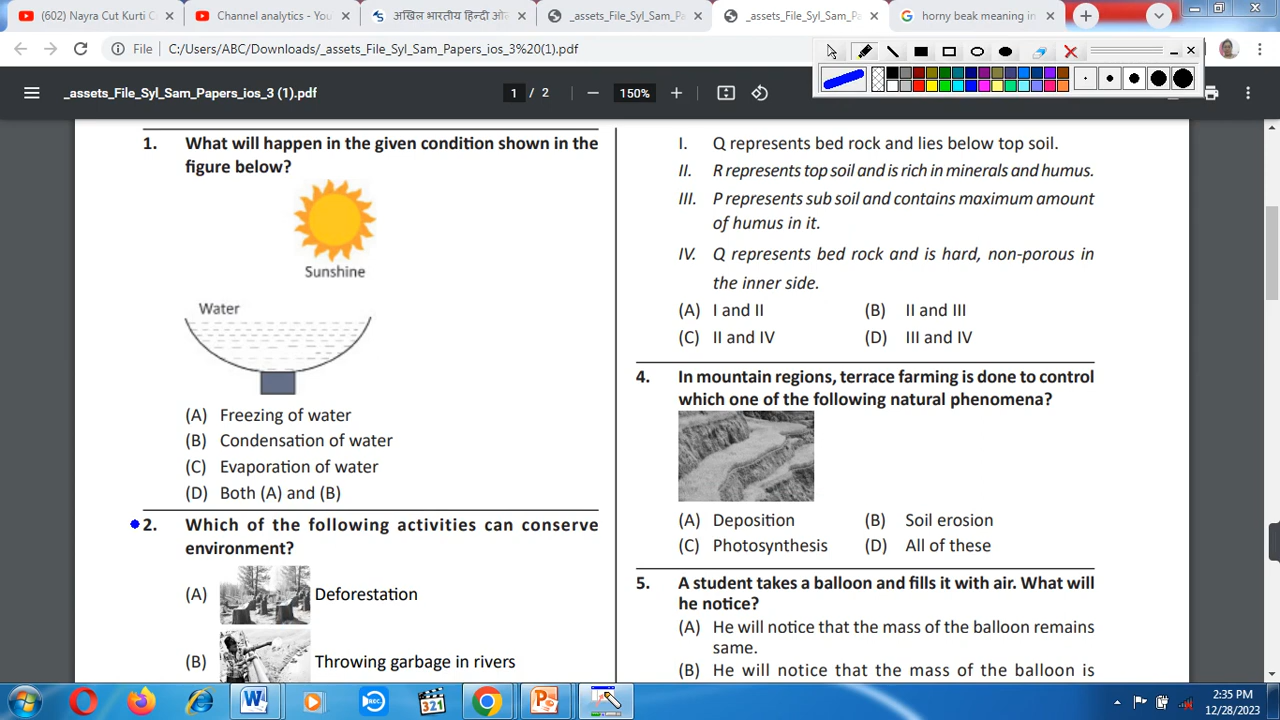 (602) Nayra Cut Kurti C
Channel analytics - You
अखिल भारतीय हिन्दी
_assets_File_Syl_Sam_P
_assets_File_Syl_Sam_Pa
horny beak meaning in
File
C:/Users/ABC/Downloads/_assets_File_Syl_Sam_Papers_ios_3%20(1).pdf
_assets_File_Syl_Sam_Papers_ios_3 (1).pdf
1 / 2
150%
1. What will happen in the given condition shown in the
figure below?
Sunshine
Water
(A) Freezing of water
(B) Condensation of water
(C) Evaporation of water
(D) Both (A) and (B)
2. Which of the following activities can conserve
environment?
(A) Deforestation
(B) Throwing garbage in rivers
I. Q represents bed rock and lies below top soil.
II. R represents top soil and is rich in minerals and humus.
III. P represents sub soil and contains maximum amount
of humus in it.
IV. Q represents bed rock and is hard, non-porous in
the inner side.
(A) I and II (B) II and III
(C) II and IV (D) III and IV
4. In mountain regions, terrace farming is done to control
which one of the following natural phenomena?
(A) Deposition (B) Soil erosion
(C) Photosynthesis (D) All of these
5. A student takes a balloon and fills it with air. What will
he notice?
(A) He will notice that the mass of the balloon remains
same.
(B) He will notice that the mass of the balloon is
REC
321
2:35 PM
12/28/2023